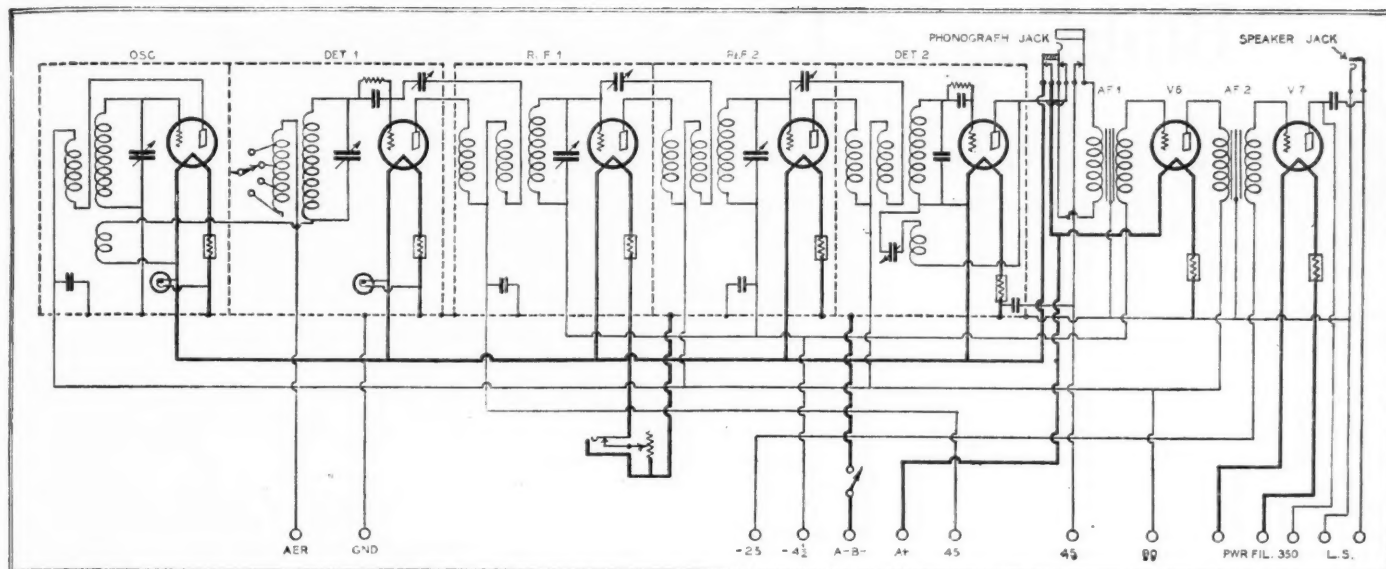 PHONOGRAPH JACK
SPEAKER JACK
OSC.
DET. 1
R.F. 1
R.F. 2
DET. 2
AF. 1
V6
AF. 2
V.7
AER
GND
-25
-4½
A-B-
A+
45
45
90
PWR FIL. 350
L.S.